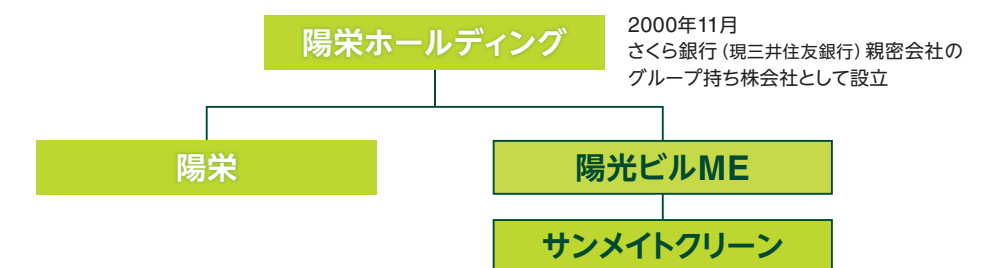 陽栄ホールディング
2000年11月
さくら銀行(現三井住友銀行)親密会社の
グループ持ち株会社として設立
陽栄
陽光ビルME
サンメイトクリーン